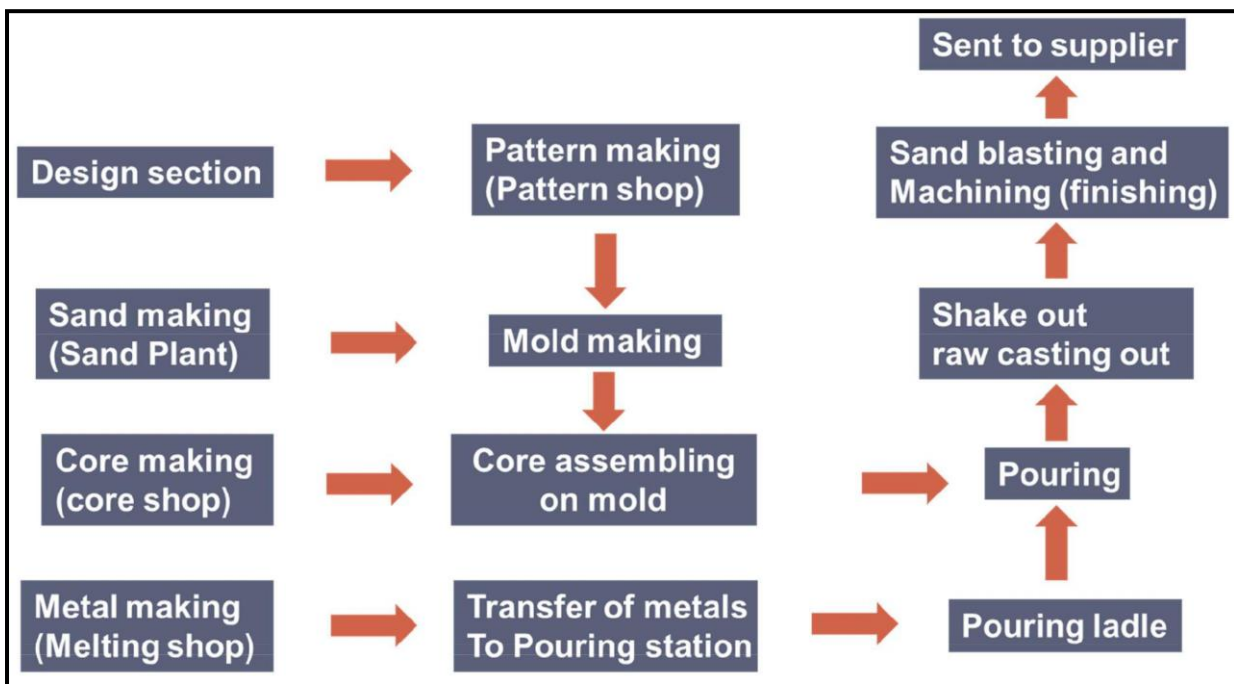 Sent to supplier
Design section
Pattern making
(Pattern shop)
Sand blasting and
Machining (finishing)
Sand making
(Sand Plant)
Mold making
Shake out
raw casting out
Core making
(core shop)
Core assembling
on mold
Pouring
Metal making
(Melting shop)
Transfer of metals
To Pouring station
Pouring ladle